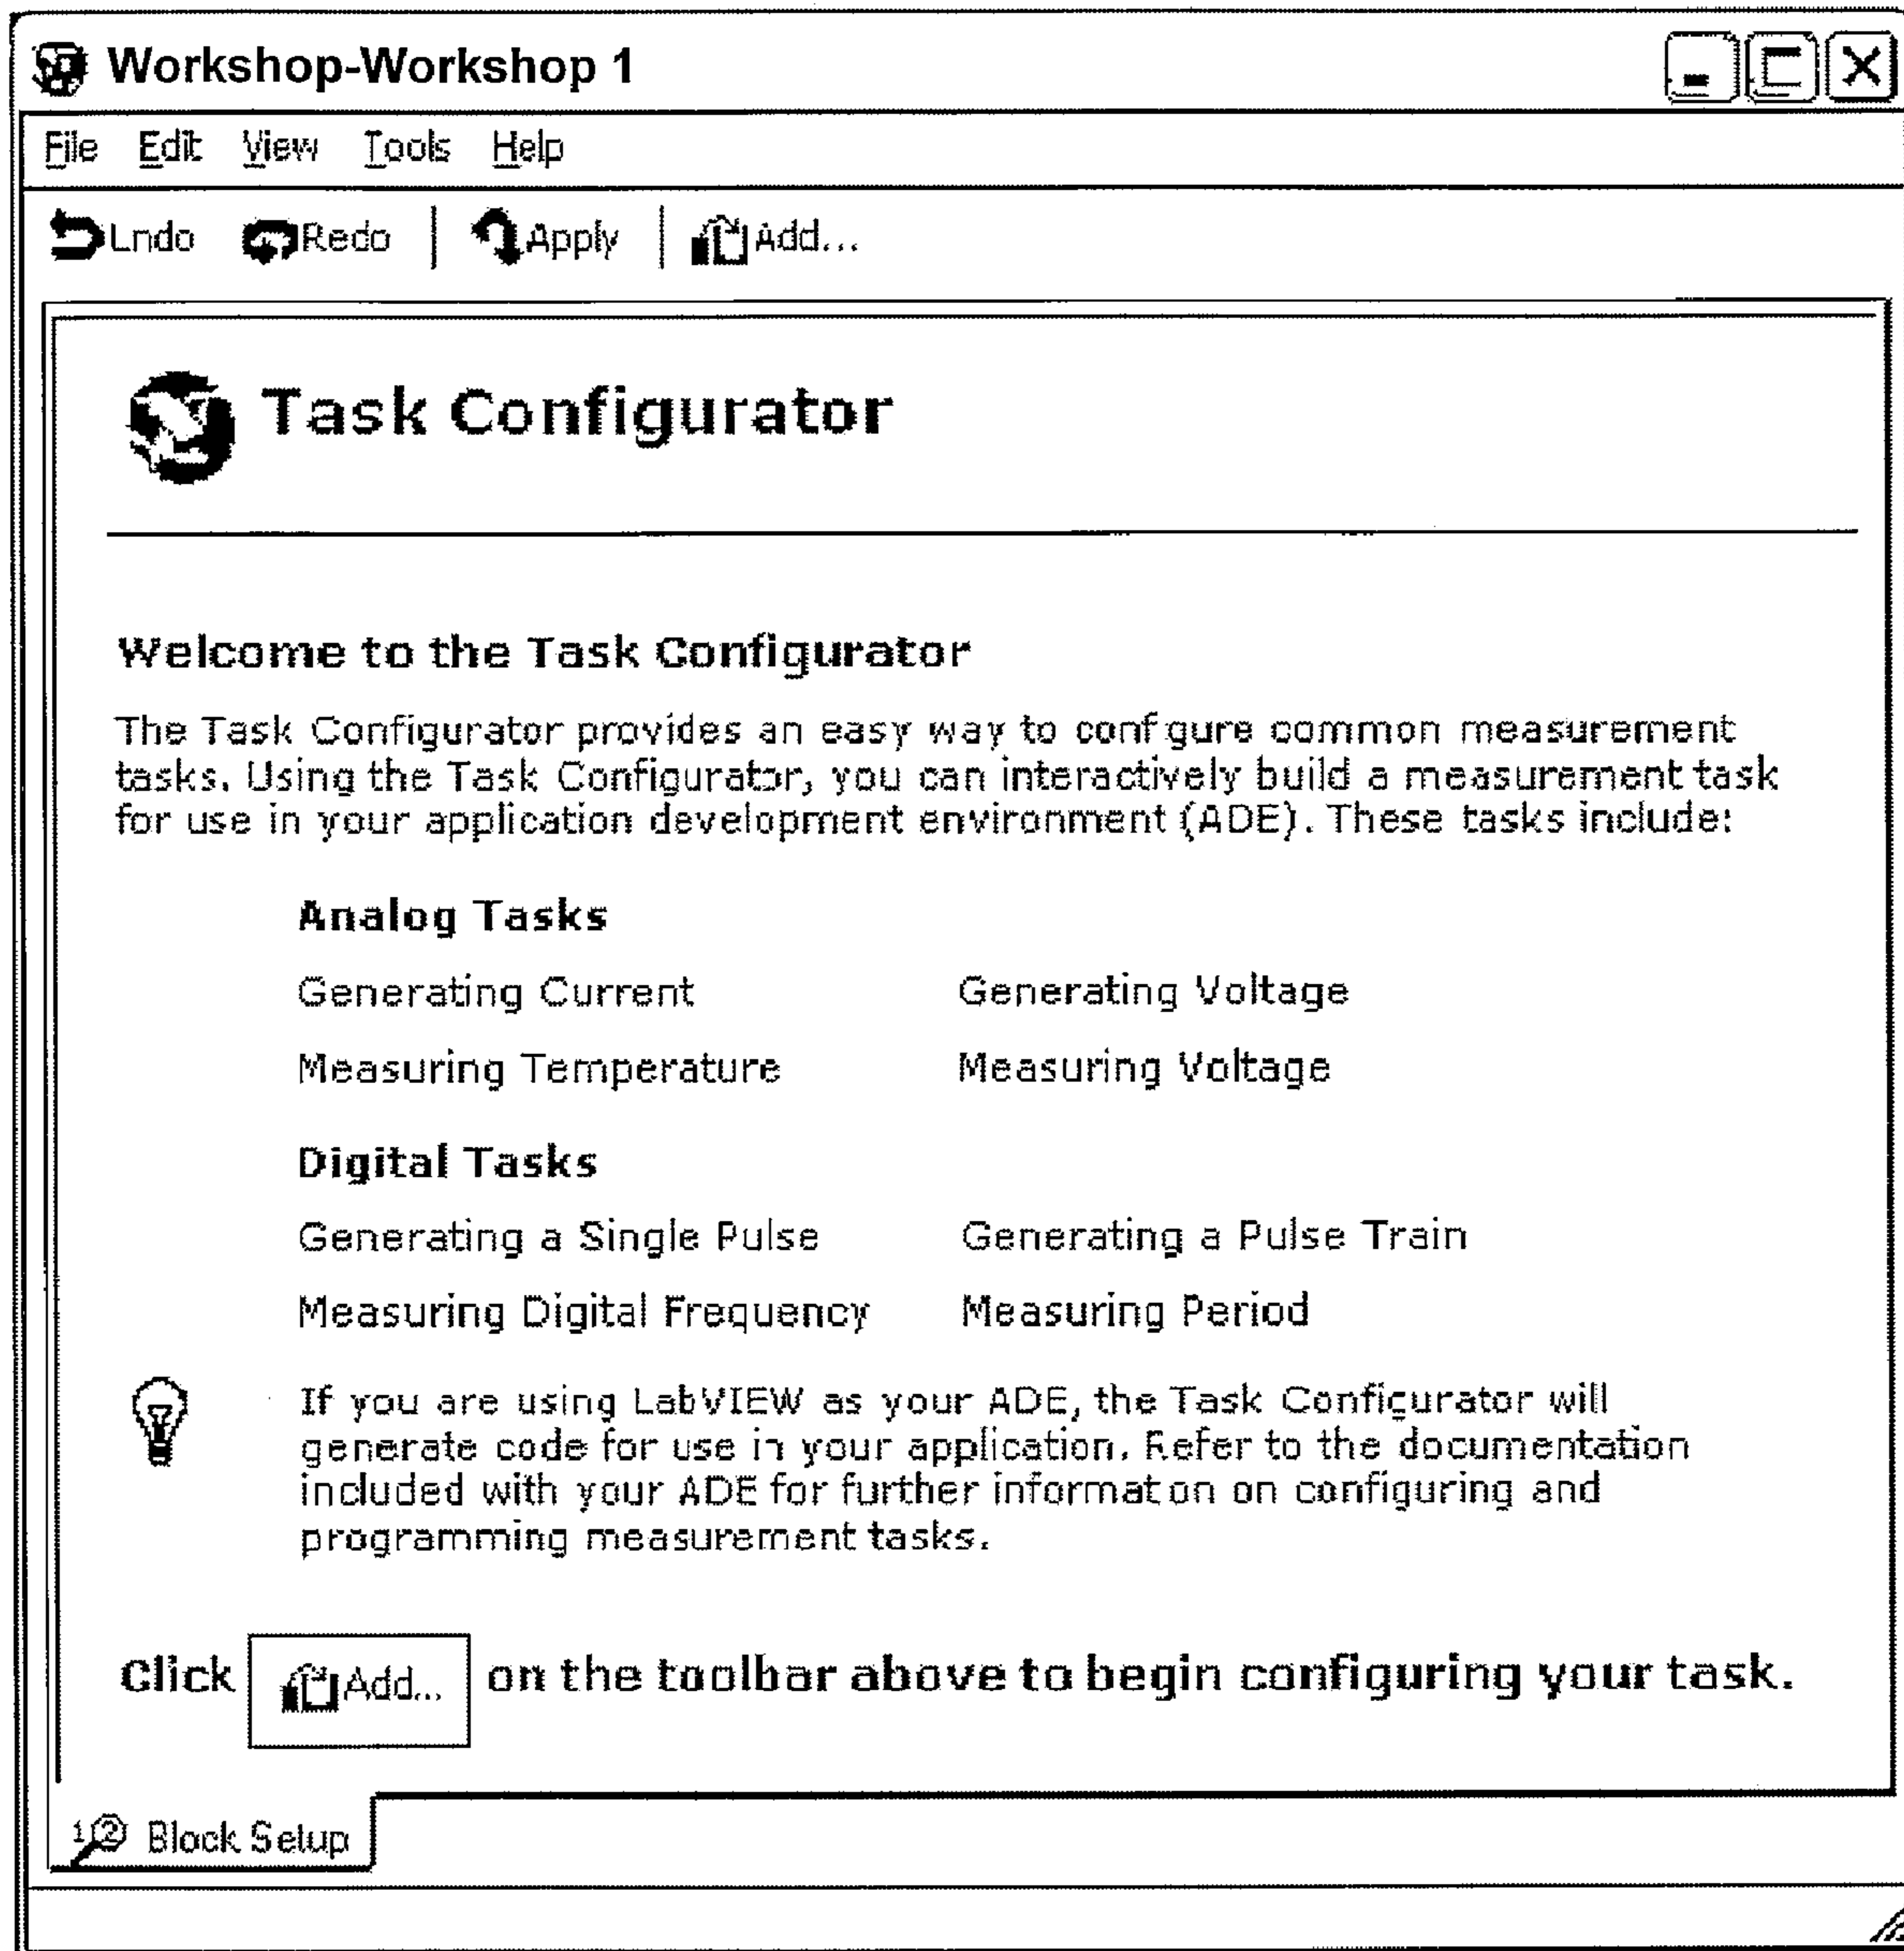 Workshop-Workshop 1
File Edit View Tools Help
Lndo Redo Apply Add...
Task Configurator
Welcome to the Task Configurator
The Task Configurator provides an easy way to conf gure common measurement
tasks. Using the Task Configurator, you can interactively build a measurement task
for use in your application development environment (ADE). These tasks include:
Analog Tasks
Generating Current Generating Voltage
Measuring Temperature Measuring Voltage
Digital Tasks
Generating a Single Pulse Generating a Pulse Train
Measuring Digital Frequency Measuring Period
If you are using LabVIEW as your ADE, the Task Configurator will
generate code for use in your application. Refer to the documentation
included with your ADE for further informat on on configuring and
programming measurement tasks.
Click Add... on the toolbar above to begin configuring your task.
1 2 Block Setup